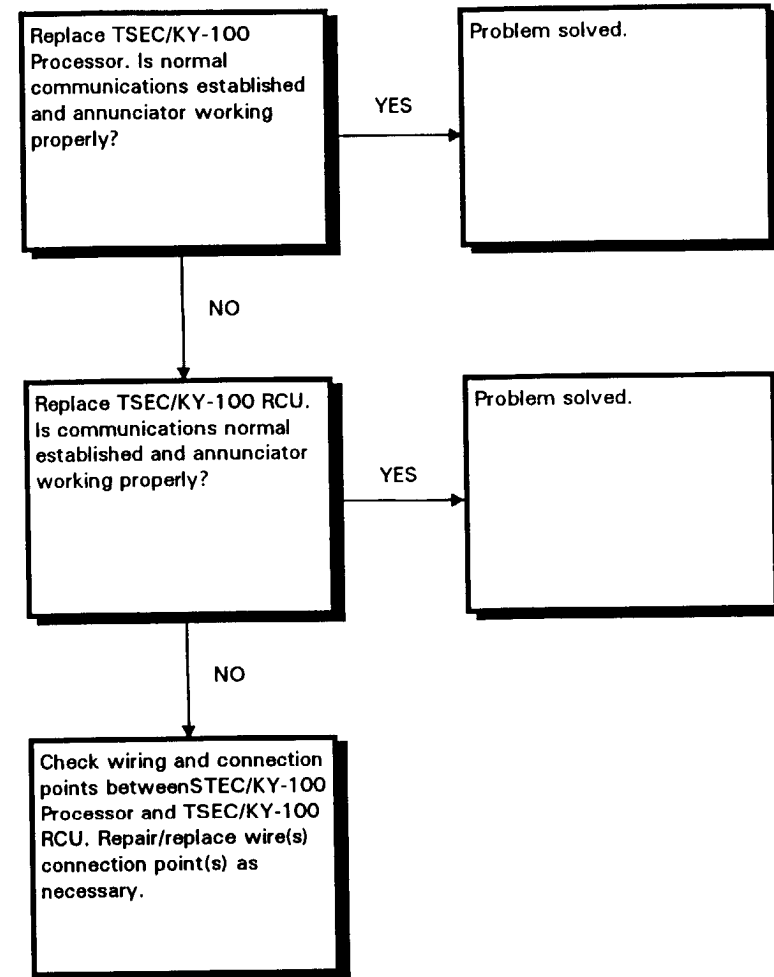 Replace TSEC/KY-100
Processor. Is normal
communications established
and annunciator working
properly?
YES
Problem solved.
NO
Replace TSEC/KY-100 RCU.
Is communications normal
established and annunciator
working properly?
YES
Problem solved.
NO
Check wiring and connection
points betweenSTEC/KY-100
Processor and TSEC/KY-100
RCU. Repair/replace wire(s)
connection point(s) as
necessary.